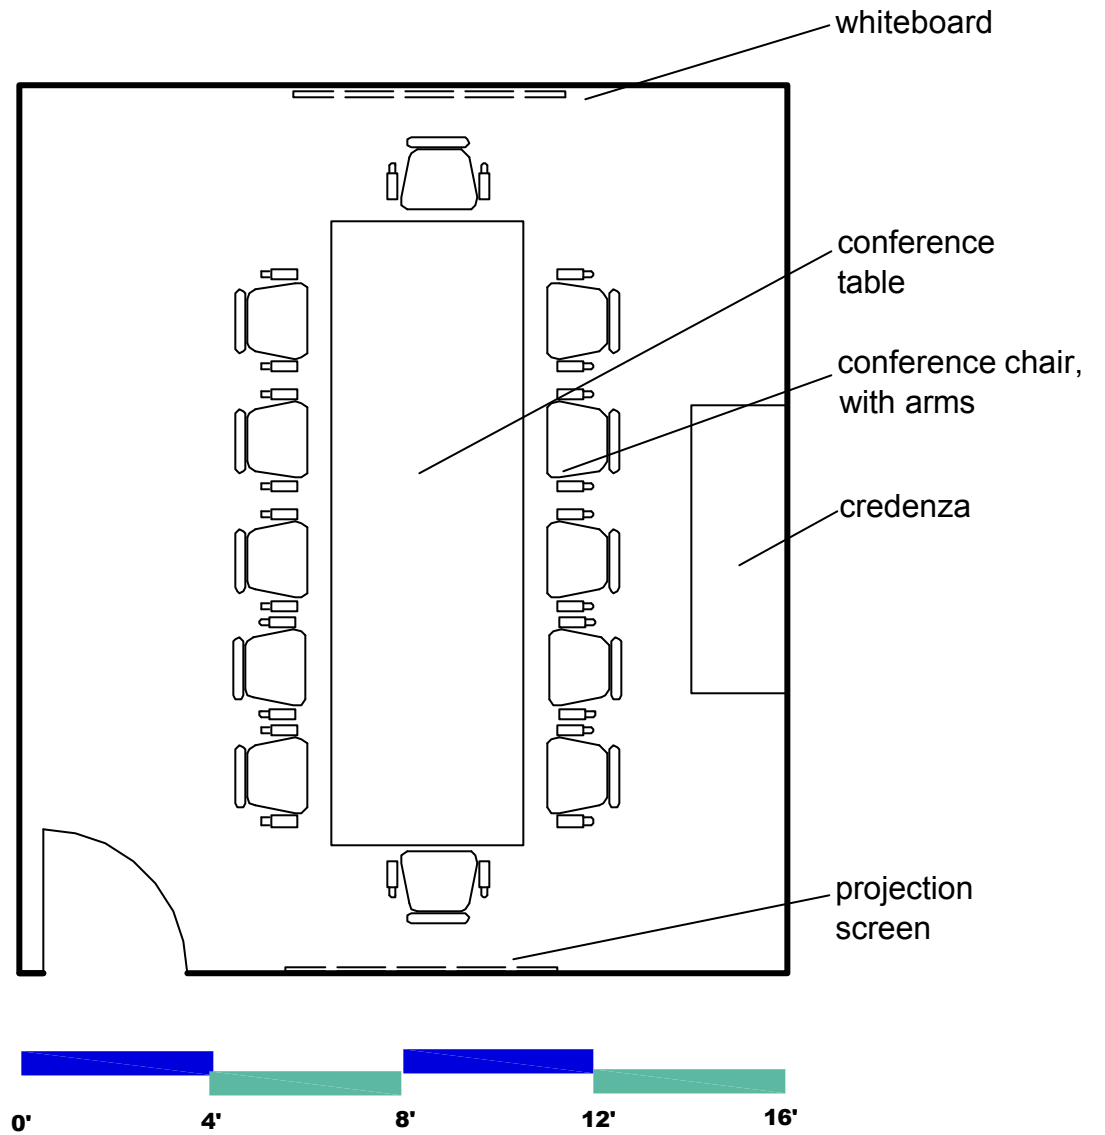 whiteboard
conference
table
conference chair,
with arms
credenza
projection
screen
0' 4' 8' 12' 16'